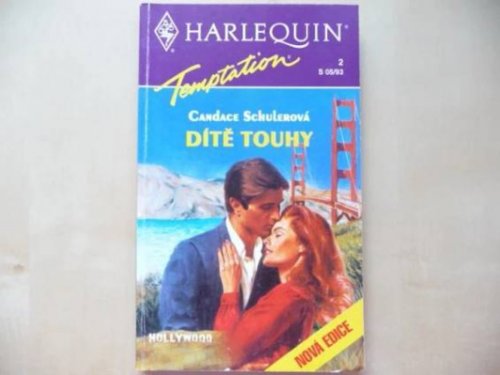 HARLEQUIN®
Temptation®
2
S 05/93
CANDACE SCHULEROVÁ
DÍTĚ TOUHY
HOLLYWOOD
NOVÁ EDICE